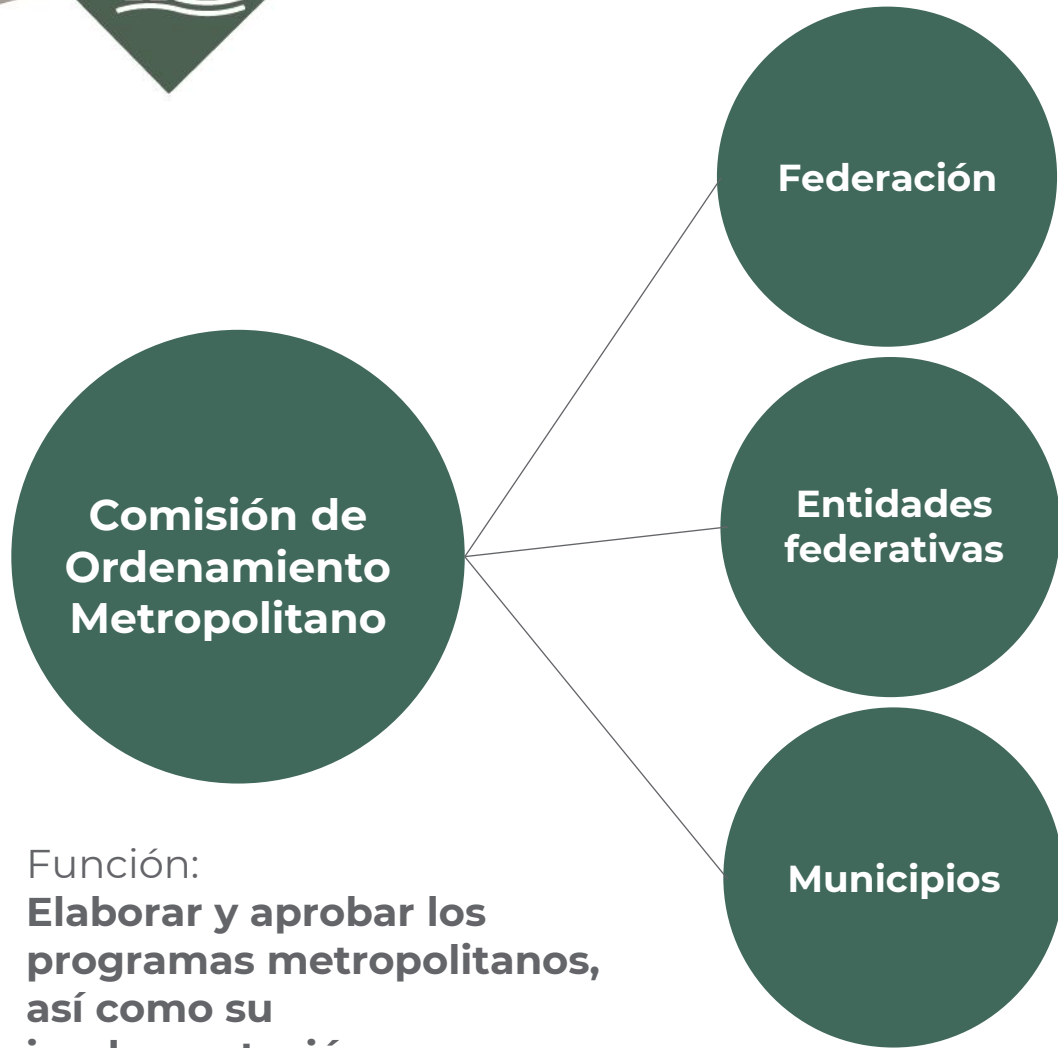 Federación
Comisión de
Ordenamiento
Metropolitano
Entidades
federativas
Municipios
Función:
Elaborar y aprobar los
programas metropolitanos,
así como su